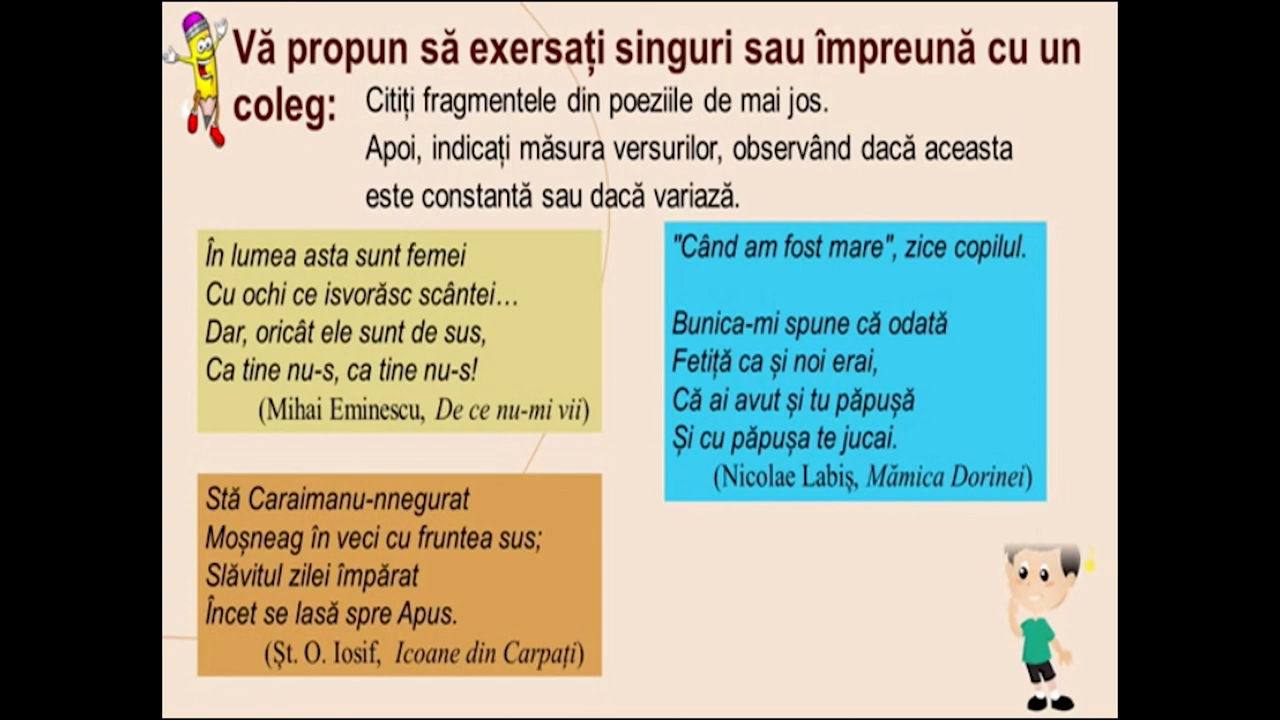 Vă propun să exersați singuri sau împreună cu un
coleg:
Citiți fragmentele din poeziile de mai jos.
Apoi, indicați măsura versurilor, observând dacă aceasta
este constantă sau dacă variază.
În lumea asta sunt femei
Cu ochi ce isvorăsc scântei…
Dar, oricât ele sunt de sus,
Ca tine nu-s, ca tine nu-s!
(Mihai Eminescu, De ce nu-mi vii)
Stă Caraimanu-nnegurat
Moșneag în veci cu fruntea sus;
Slăvitul zilei împărat
Încet se lasă spre Apus.
(Șt. O. Iosif, Icoane din Carpați)
"Când am fost mare", zice copilul.
Bunica-mi spune că odată
Fetiță ca și noi erai,
Că ai avut și tu păpușă
Și cu păpușa te jucai.
(Nicolae Labiș, Mămica Dorinei)